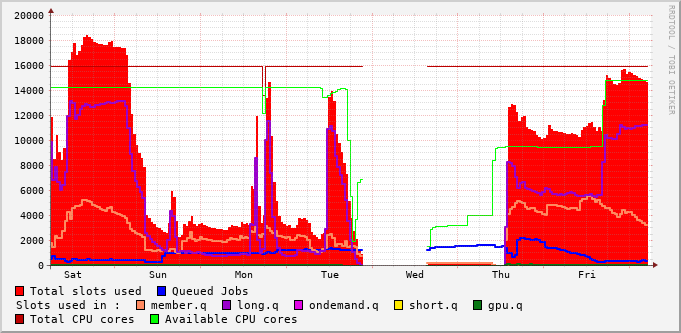 20000
18000
16000
14000
12000
10000
8000
6000
4000
2000
0
Sat Sun Mon Tue Wed Thu Fri
RRDTOOL / TOBI OETIKER
Total slots used Queued Jobs
Slots used in : member.q long.q ondemand.q short.q gpu.q
Total CPU cores Available CPU cores